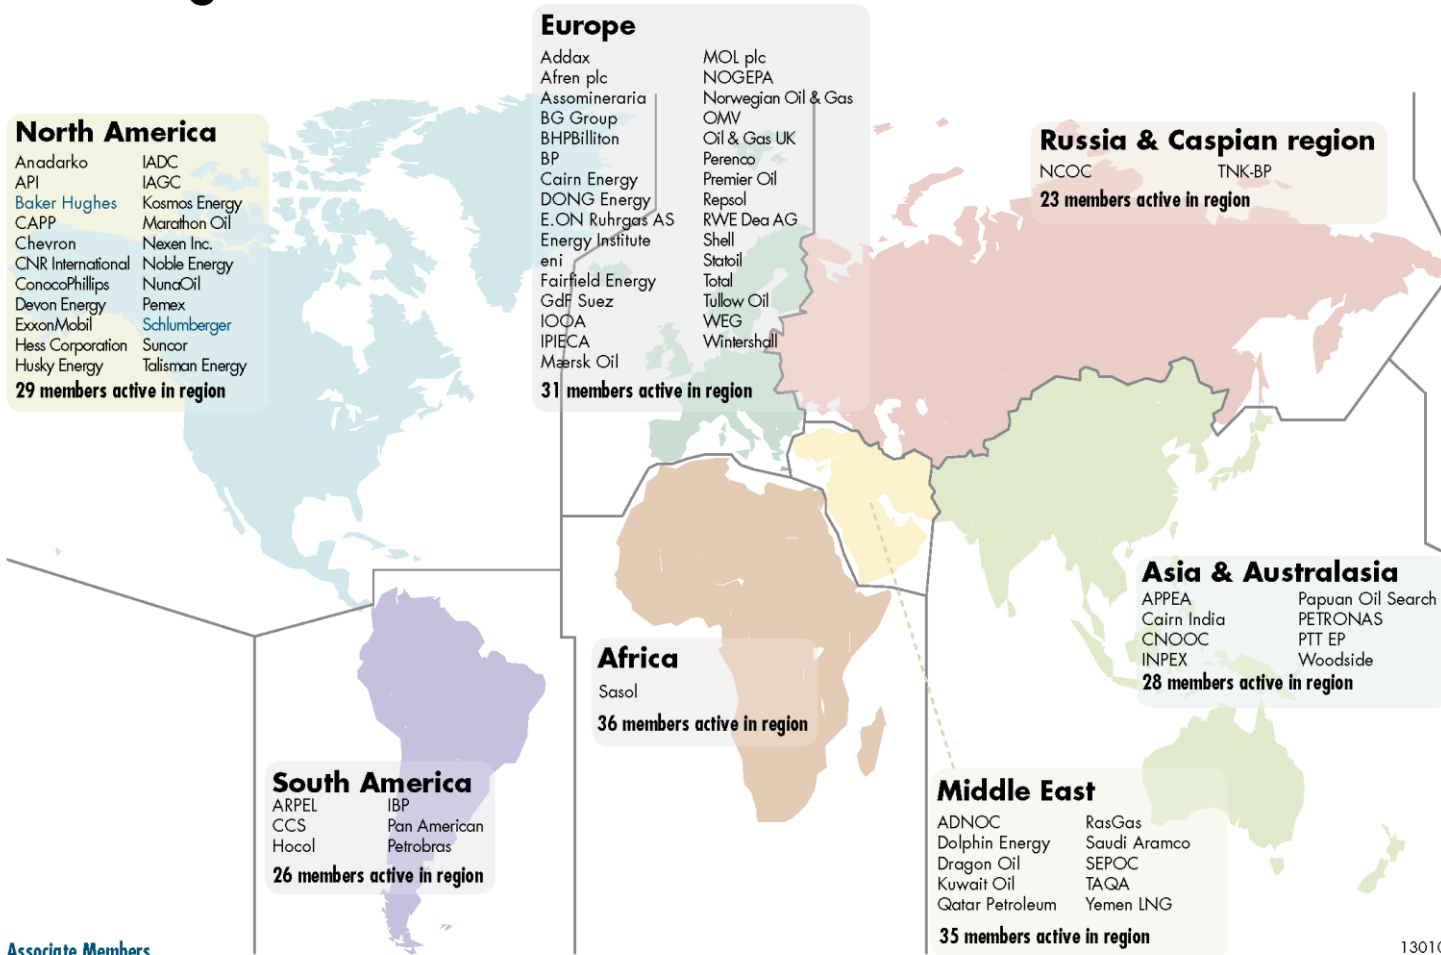 Europe
Addax
Afren plc
Assomineraria
BG Group
BHPBilliton
BP
Cairn Energy
DONG Energy
E.ON Ruhrgas AS
Energy Institute
eni
Fairfield Energy
GdF Suez
IOOA
IPIECA
Mærsk Oil
MOL plc
NOGEPA
Norwegian Oil & Gas
OMV
Oil & Gas UK
Perenco
Premier Oil
Repsol
RWE Dea AG
Shell
Statoil
Total
Tullow Oil
WEG
Wintershall
31 members active in region
North America
Anadarko
API
Baker Hughes
CAPP
Chevron
CNR International
ConocoPhillips
Devon Energy
ExxonMobil
Hess Corporation
Husky Energy
IADC
IAGC
Kosmos Energy
Marathon Oil
Nexen Inc.
Noble Energy
NunaOil
Pemex
Schlumberger
Suncor
Talisman Energy
29 members active in region
Russia & Caspian region
NCOC
TNK-BP
23 members active in region
Asia & Australasia
APPEA
Cairn India
CNOOC
INPEX
Papuan Oil Search
PETRONAS
PTT EP
Woodside
28 members active in region
Africa
Sasol
36 members active in region
South America
ARPEL
CCS
Hocol
IBP
Pan American
Petrobras
26 members active in region
Middle East
ADNOC
Dolphin Energy
Dragon Oil
Kuwait Oil
Qatar Petroleum
RasGas
Saudi Aramco
SEPOC
TAQA
Yemen LNG
35 members active in region
Associate Members